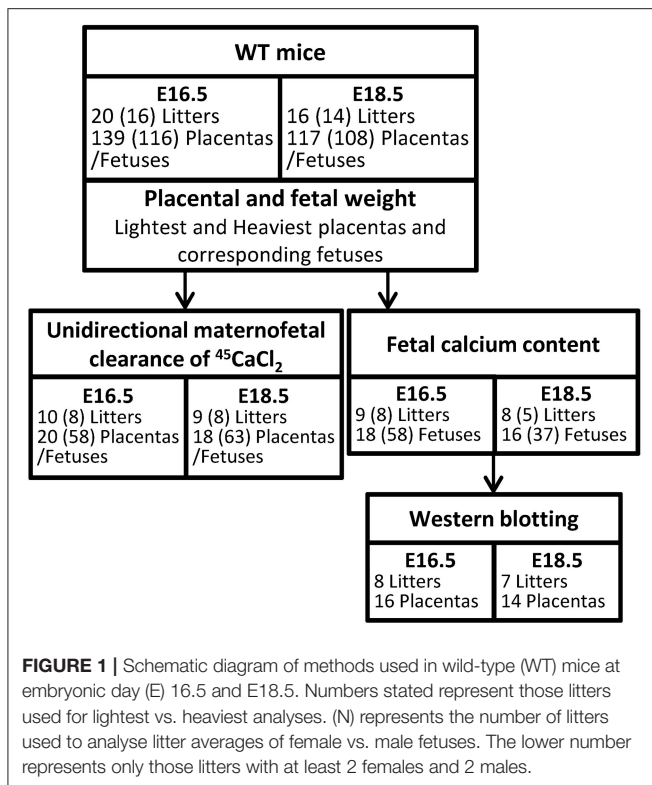 WT mice
E16.5
20 (16) Litters
139 (116) Placentas
/Fetuses
E18.5
16 (14) Litters
117 (108) Placentas
/Fetuses
Placental and fetal weight
Lightest and Heaviest placentas and
corresponding fetuses
Unidirectional maternofetal
clearance of ⁴⁵CaCl₂
E16.5
10 (8) Litters
20 (58) Placentas
/Fetuses
E18.5
9 (8) Litters
18 (63) Placentas
/Fetuses
Fetal calcium content
E16.5
9 (8) Litters
18 (58) Fetuses
E18.5
8 (5) Litters
16 (37) Fetuses
Western blotting
E16.5
8 Litters
16 Placentas
E18.5
7 Litters
14 Placentas
FIGURE 1 | Schematic diagram of methods used in wild-type (WT) mice at
embryonic day (E) 16.5 and E18.5. Numbers stated represent those litters
used for lightest vs. heaviest analyses. (N) represents the number of litters
used to analyse litter averages of female vs. male fetuses. The lower number
represents only those litters with at least 2 females and 2 males.